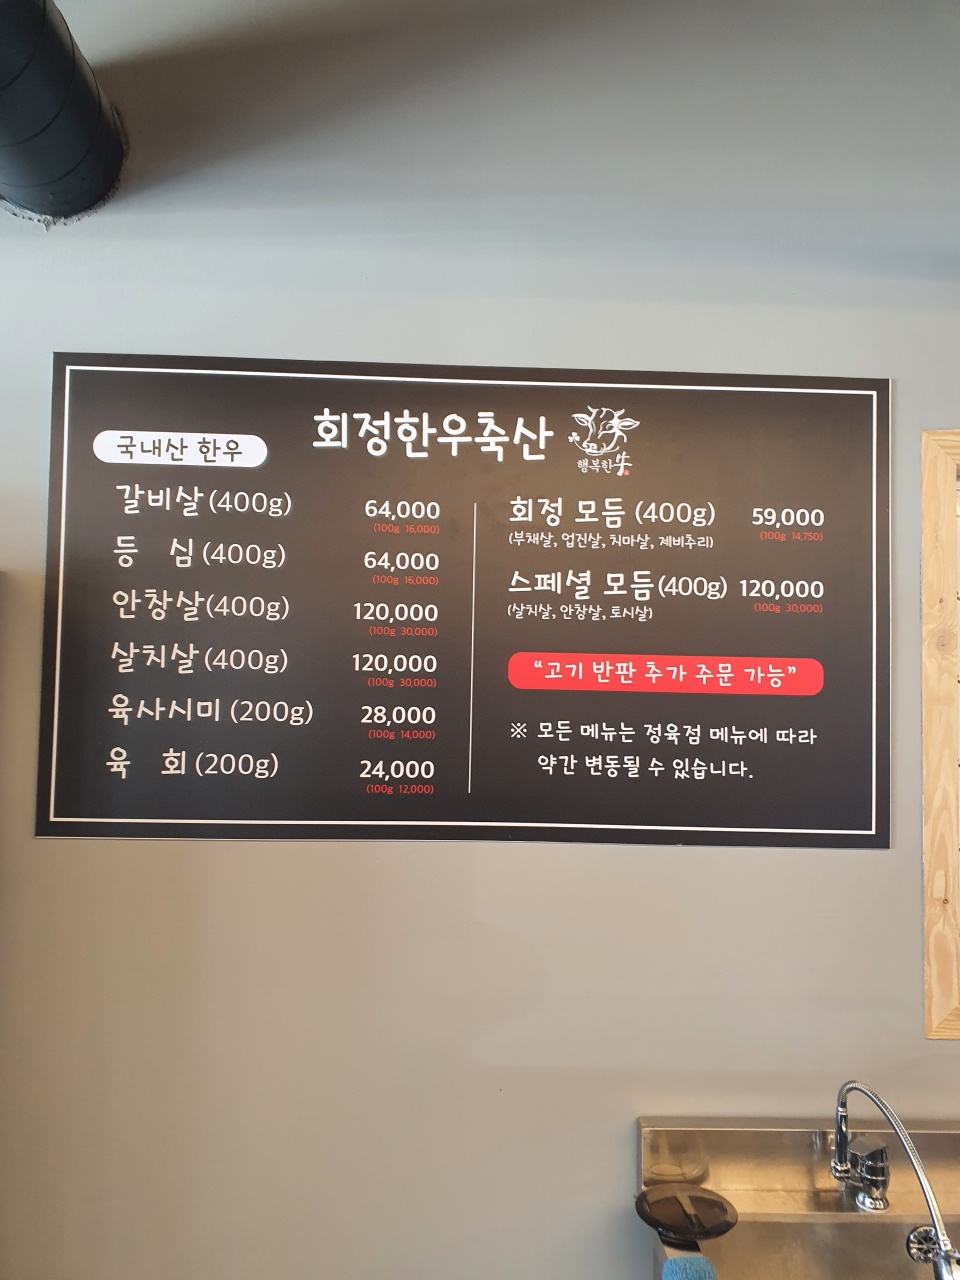 회정한우축산
행복한牛
국내산 한우
갈비살 (400g) 64,000
(100g 16,000)
등 심 (400g) 64,000
(100g 16,000)
안창살(400g) 120,000
(100g 30,000)
살치살(400g) 120,000
(100g 30,000)
육사시미 (200g) 28,000
(100g 14,000)
육 회 (200g) 24,000
(100g 12,000)
회정 모듬 (400g) 59,000
(부채살, 업진살, 치마살, 제비추리) (100g 14,750)
스페셜 모듬(400g) 120,000
(살치살, 안창살, 토시살) (100g 30,000)
“고기 반판 추가 주문 가능”
※ 모든 메뉴는 정육점 메뉴에 따라
약간 변동될 수 있습니다.